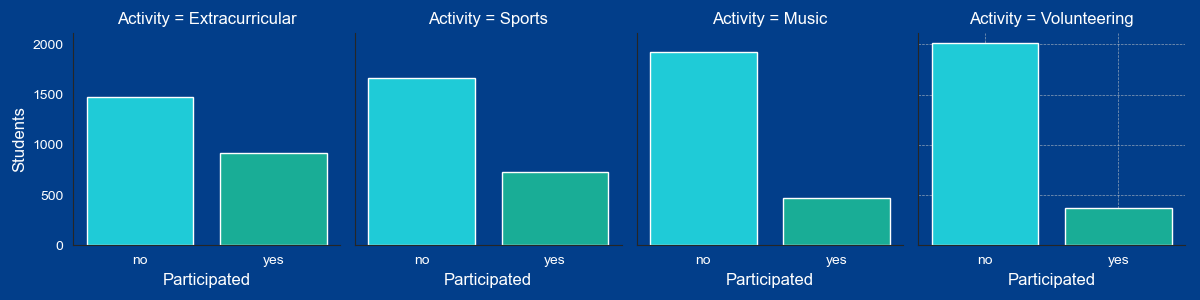 Activity = Extracurricular
Activity = Sports
Activity = Music
Activity = Volunteering
Students
2000
1500
1000
500
0
no
yes
no
yes
no
yes
no
yes
Participated
Participated
Participated
Participated